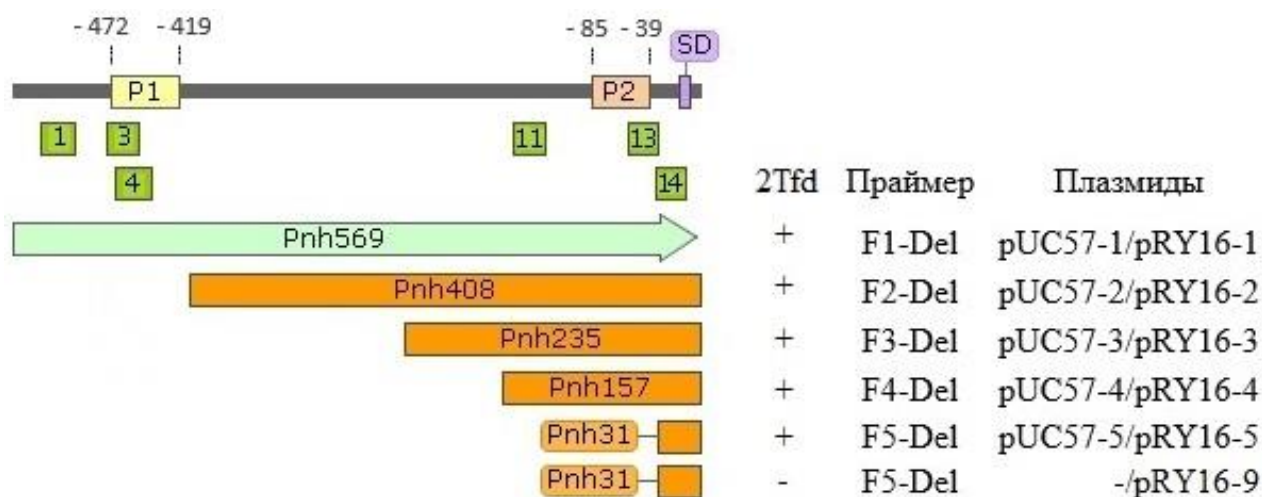 - 472 - 419 - 85 - 39 SD
P1 P2
1 3 11 13
4 14 2Tfd Праймер Плазмиды
Pnh569 + F1-Del pUC57-1/pRY16-1
Pnh408 + F2-Del pUC57-2/pRY16-2
Pnh235 + F3-Del pUC57-3/pRY16-3
Pnh157 + F4-Del pUC57-4/pRY16-4
Pnh31 + F5-Del pUC57-5/pRY16-5
Pnh31 - F5-Del -/pRY16-9